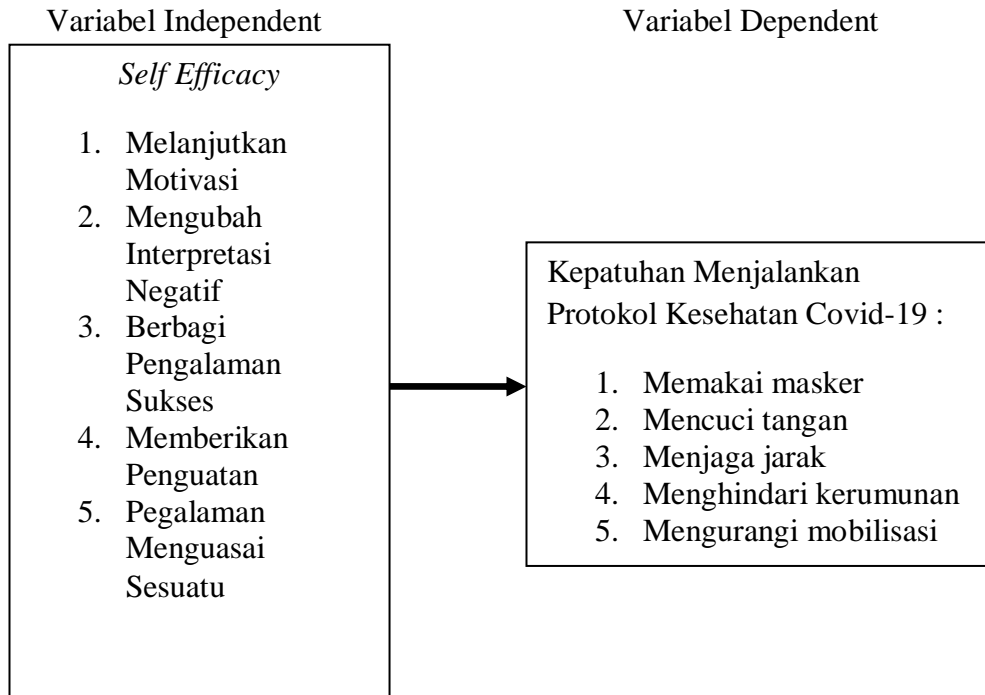 Variabel Independent
Variabel Dependent
Self Efficacy
1. Melanjutkan
Motivasi
2. Mengubah
Interpretasi
Negatif
3. Berbagi
Pengalaman
Sukses
4. Memberikan
Penguatan
5. Pegalaman
Menguasai
Sesuatu
Kepatuhan Menjalankan
Protokol Kesehatan Covid-19 :
1. Memakai masker
2. Mencuci tangan
3. Menjaga jarak
4. Menghindari kerumunan
5. Mengurangi mobilisasi